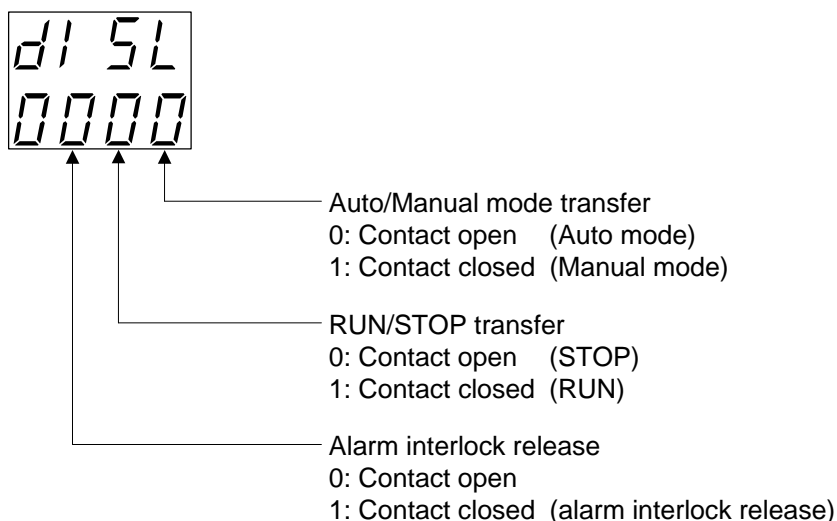 dI SL
0000
Auto/Manual mode transfer
0: Contact open (Auto mode)
1: Contact closed (Manual mode)
RUN/STOP transfer
0: Contact open (STOP)
1: Contact closed (RUN)
Alarm interlock release
0: Contact open
1: Contact closed (alarm interlock release)